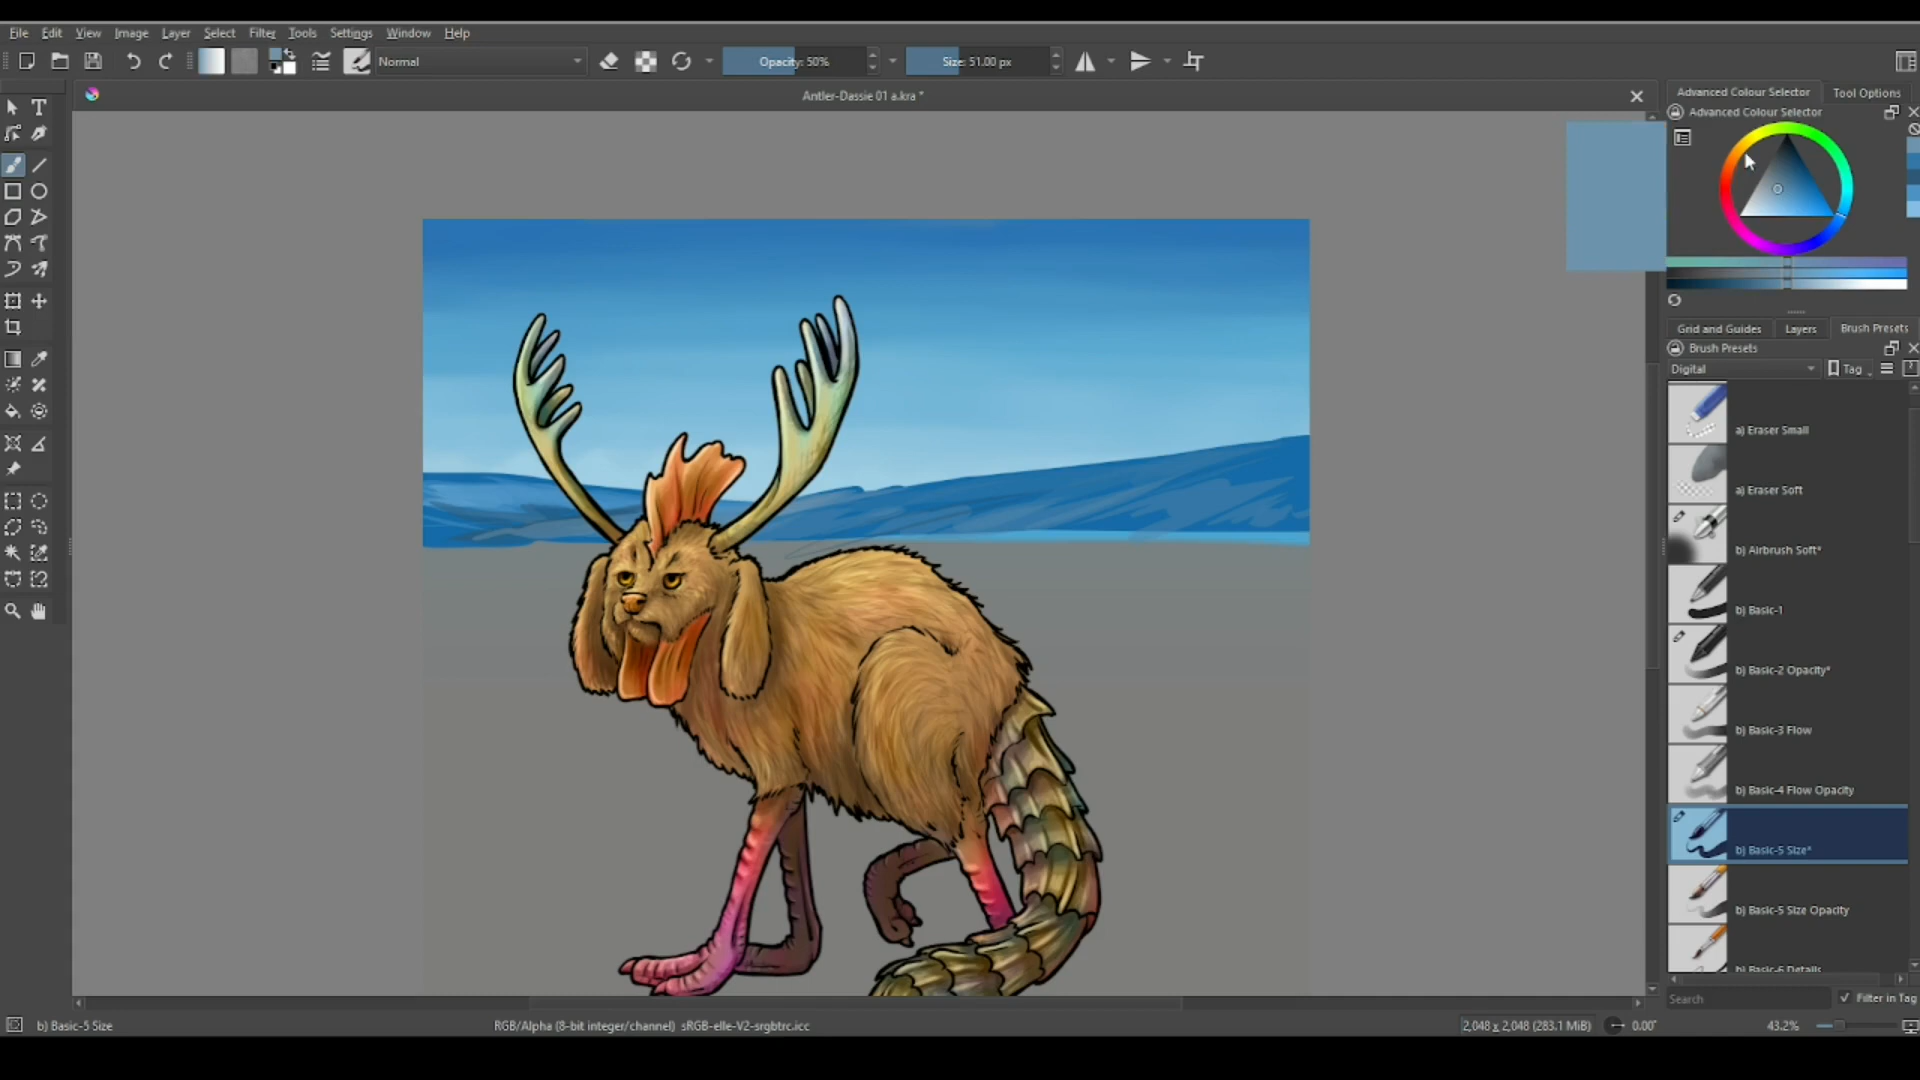 File Edit View Image Layer Select Filter Tools Settings Window Help
Normal Opacity: 50% Size: 51.00 px
Antler-Dassie 01 a.kra *
Advanced Colour Selector Tool Options
Advanced Colour Selector
Grid and Guides Layers Brush Presets
Brush Presets
Digital Tag
a) Eraser Small
a) Eraser Soft
b) Airbrush Soft*
b) Basic-1
b) Basic-2 Opacity*
b) Basic-3 Flow
b) Basic-4 Flow Opacity
b) Basic-5 Size*
b) Basic-5 Size Opacity
b) Basic-6 Details
Search Filter in Tag
b) Basic-5 Size RGB/Alpha (8-bit integer/channel) sRGB-elle-V2-srgbtrc.icc 2,048 x 2,048 (283.1 MiB) 0.00° 43.2%